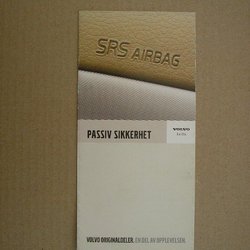 SRS AIRBAG
PASSIV SIKKERHET
VOLVO
VOLVO ORIGINALDELER. EN DEL AV OPPLEVELSEN.